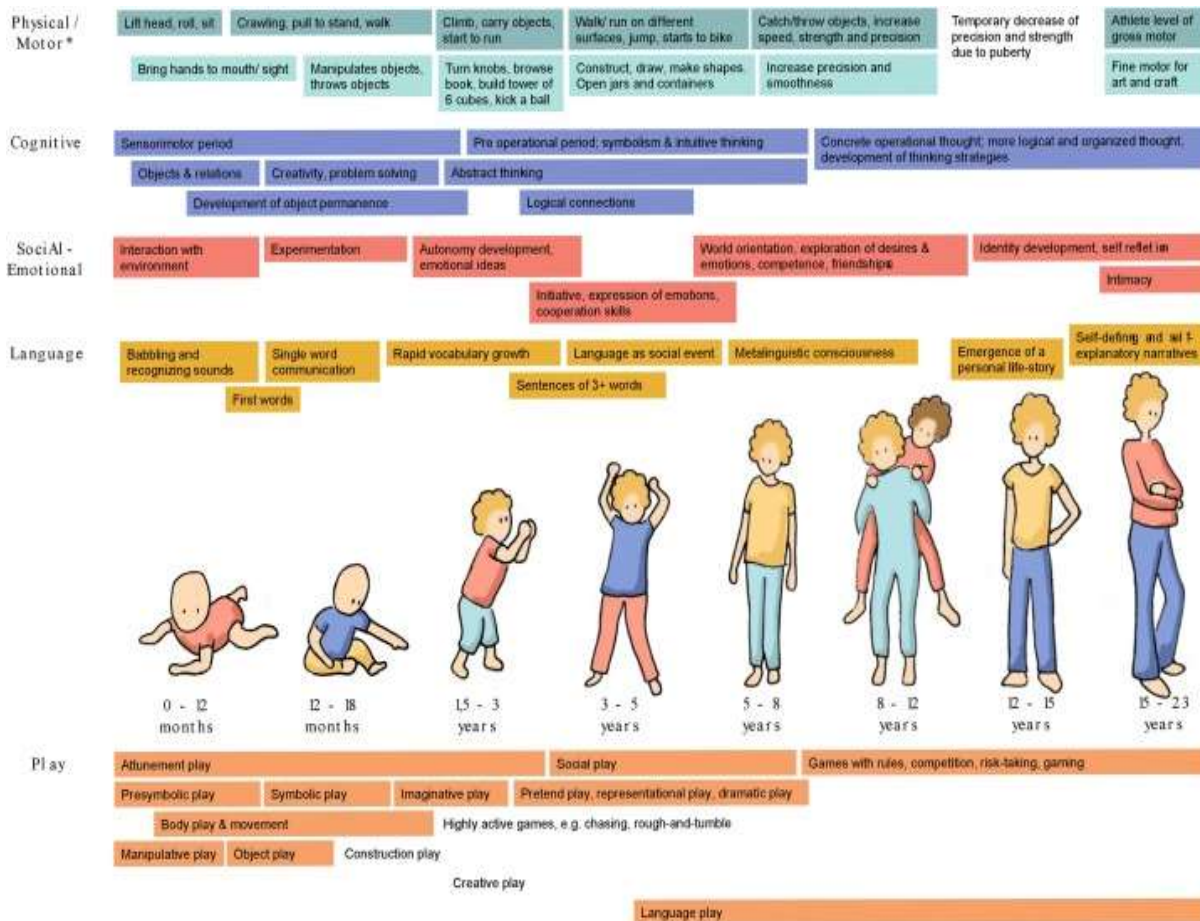 Physical /
Motor*
Lift head, roll, sit
Crawling, pull to stand, walk
Climb, carry objects,
start to run
Walk/ run on different
surfaces, jump, starts to bike
Catch/throw objects, increase
speed, strength and precision
Temporary decrease of
precision and strength
due to puberty
Athlete level of
gross motor
Bring hands to mouth/ sight
Manipulates objects,
throws objects
Turn knobs, browse
book, build tower of
6 cubes, kick a ball
Construct, draw, make shapes.
Open jars and containers
Increase precision and
smoothness
Fine motor for
art and craft
Cognitive
Sensorimotor period
Pre operational period; symbolism & intuitive thinking
Concrete operational thought; more logical and organized thought,
development of thinking strategies
Objects & relations
Creativity, problem solving
Abstract thinking
Development of object permanence
Logical connections
SociAl -
Emotional
Interaction with
environment
Experimentation
Autonomy development,
emotional ideas
World orientation, exploration of desires &
emotions, competence, friendships
Identity development, self reflet im
Initiative, expression of emotions,
cooperation skills
Intimacy
Language
Babbling and
recognizing sounds
Single word
communication
Rapid vocabulary growth
Language as social event
Metalinguistic consciousness
Emergence of a
personal life-story
Self-defining and self-
explanatory narratives
First words
Sentences of 3+ words
0 - 12
months
12 - 18
months
1,5 - 3
years
3 - 5
years
5 - 8
years
8 - 12
years
12 - 15
years
15 - 23
years
Play
Attunement play
Social play
Games with rules, competition, risk-taking, gaming
Presymbolic play
Symbolic play
Imaginative play
Pretend play, representational play, dramatic play
Body play & movement
Highly active games, e.g. chasing, rough-and-tumble
Manipulative play
Object play
Construction play
Creative play
Language play